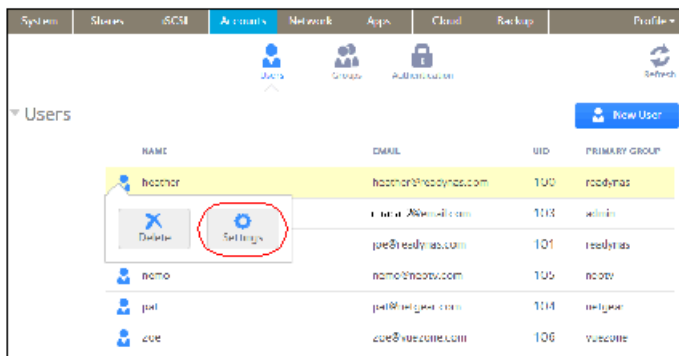 System Shares iSCSI Accounts Network Apps Cloud Backup Profile
Users Groups Authentication Refresh
Users
New User
NAME EMAIL UID PRIMARY GROUP
heather heather@readynas.com 100 readynas
103 admin
Delete Settings
joe@readynas.com 101 readynas
nemo nemo@neotv.com 105 neotv
pat pat@netgear.com 104 netgear
zoe zoe@vuezone.com 106 vuezone